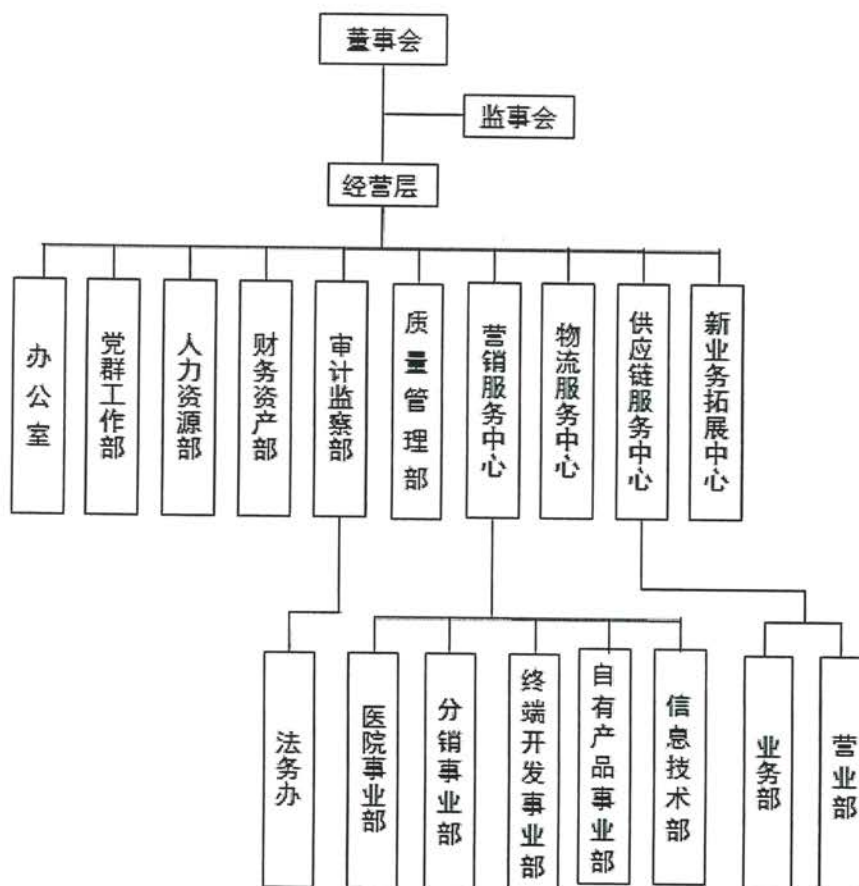 董事会
监事会
经营层
办公室
党群工作部
人力资源部
财务资产部
审计监察部
质量管理部
营销服务中心
物流服务中心
供应链服务中心
新业务拓展中心
法务办
医院事业部
分销事业部
终端开发事业部
自有产品事业部
信息技术部
业务部
营业部